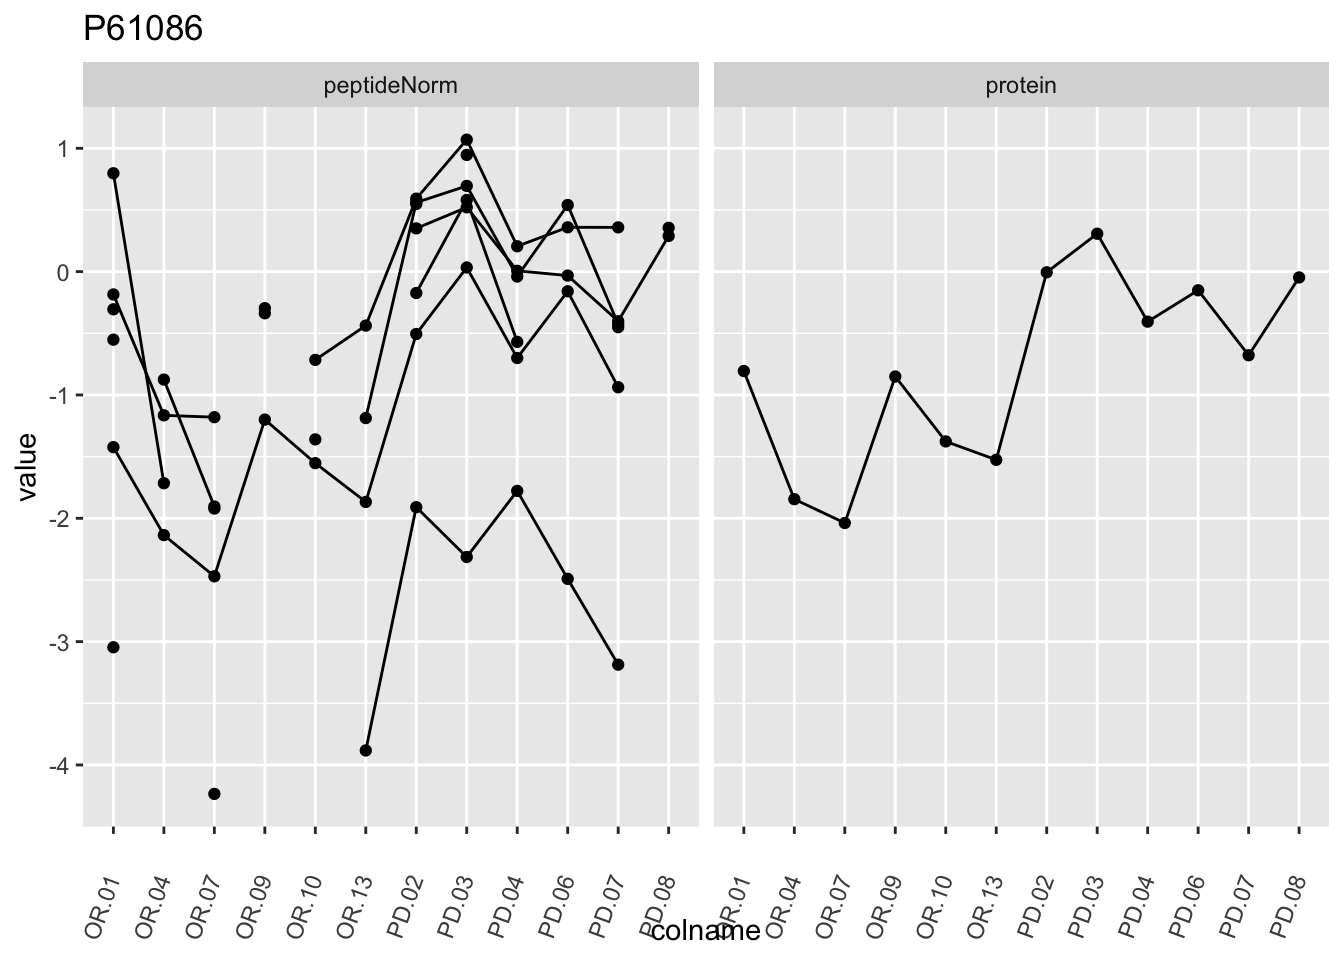 P61086
peptideNorm
protein
value
1
0
-1
-2
-3
-4
OR.01 OR.04 OR.07 OR.09 OR.10 OR.13 PD.02 PD.03 PD.04 PD.06 PD.07 PD.08
OR.01 OR.04 OR.07 OR.09 OR.10 OR.13 PD.02 PD.03 PD.04 PD.06 PD.07 PD.08
colname